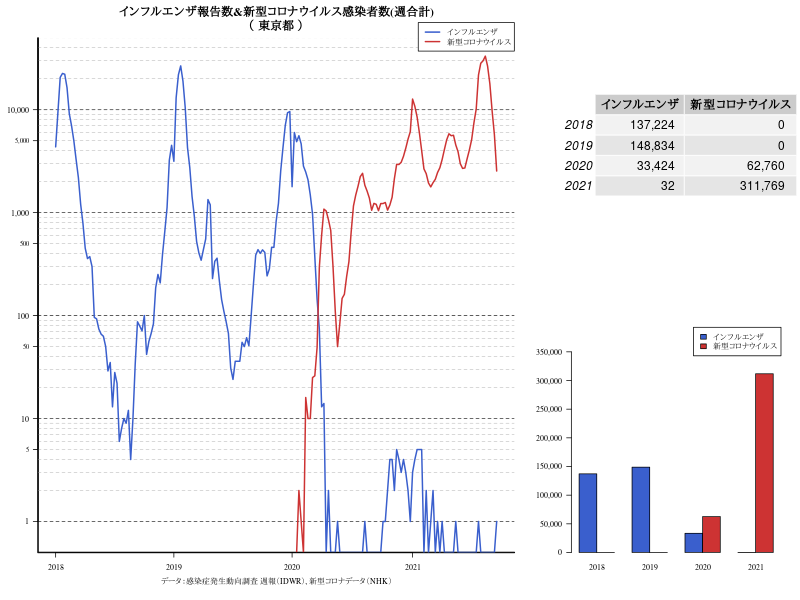 インフルエンザ報告数&新型コロナウイルス感染者数(週合計)
( 東京都 )
インフルエンザ
新型コロナウイルス
10,000
5,000
1,000
500
100
50
10
5
1
2018
2019
2020
2021
データ:感染症発生動向調査 週報(IDWR)、新型コロナデータ(NHK)
インフルエンザ 新型コロナウイルス
2018 137,224 0
2019 148,834 0
2020 33,424 62,760
2021 32 311,769
インフルエンザ
新型コロナウイルス
350,000
300,000
250,000
200,000
150,000
100,000
50,000
0
2018
2019
2020
2021